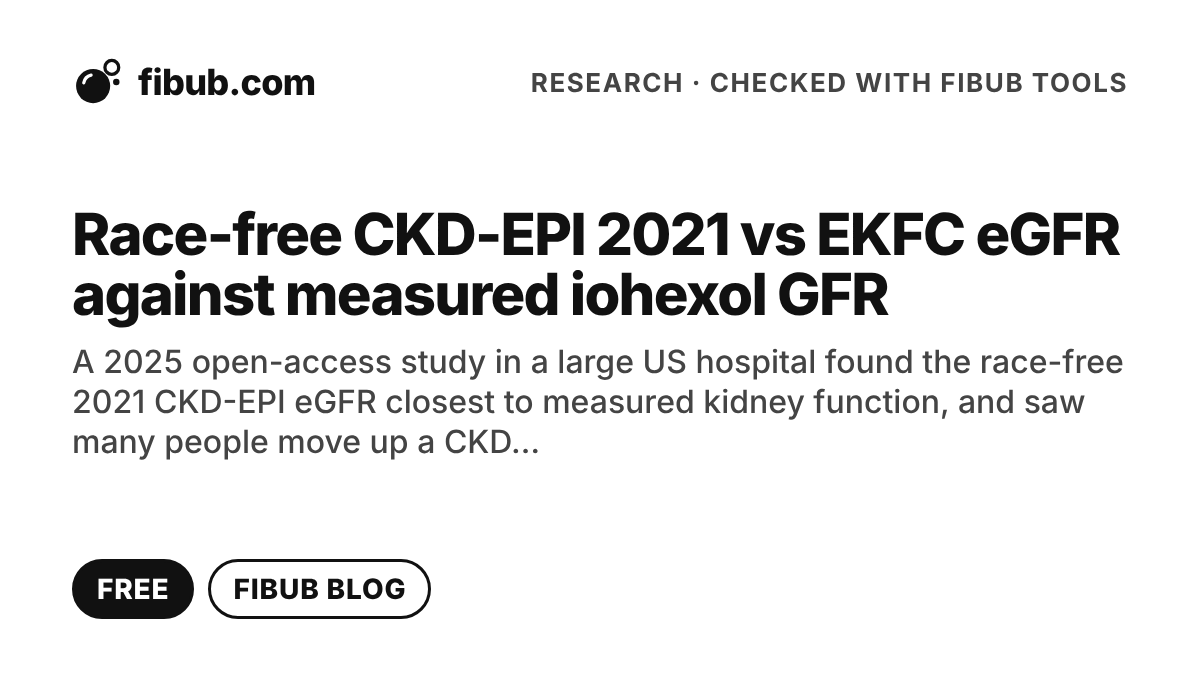 fibub.com
RESEARCH · CHECKED WITH FIBUB TOOLS
Race-free CKD-EPI 2021 vs EKFC eGFR
against measured iohexol GFR
A 2025 open-access study in a large US hospital found the race-free
2021 CKD-EPI eGFR closest to measured kidney function, and saw
many people move up a CKD...
FREE
FIBUB BLOG